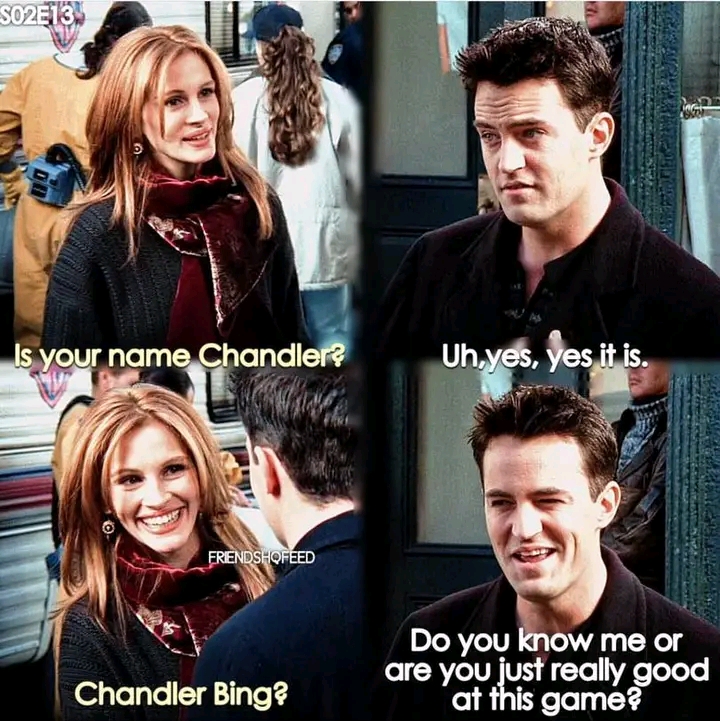 S02E13
Is your name Chandler?
Uh,yes, yes it is.
FRIENDSHQFEED
Chandler Bing?
Do you know me or
are you just really good
at this game?